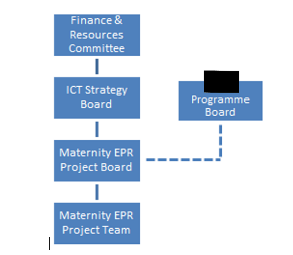 Finance &
Resources
Committee
ICT Strategy
Board
Programme
Board
Maternity EPR
Project Board
Maternity EPR
Project Team